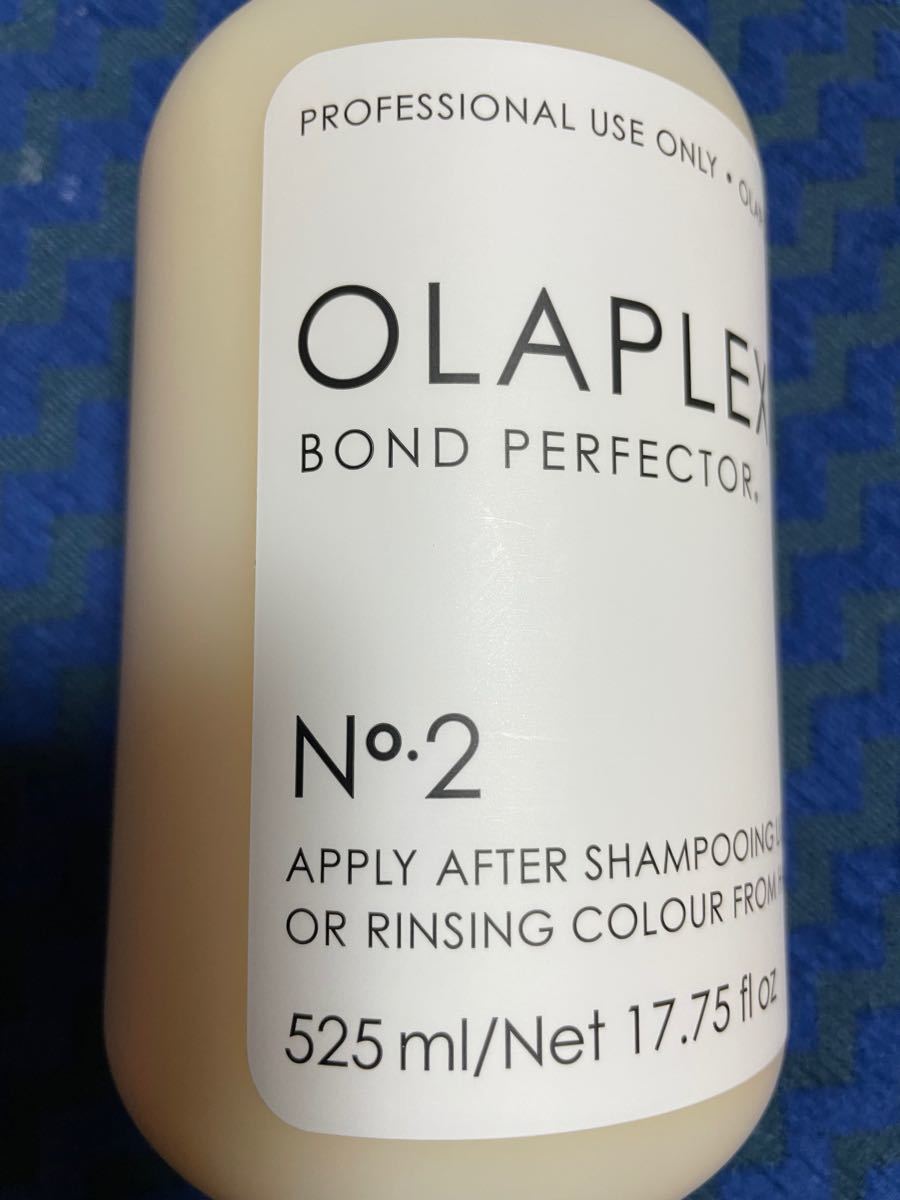 PROFESSIONAL USE ONLY •
OLAPLEX
BOND PERFECTOR.
Nº.2
APPLY AFTER SHAMPOOING
OR RINSING COLOUR FROM
525 ml/Net 17.75 fl oz